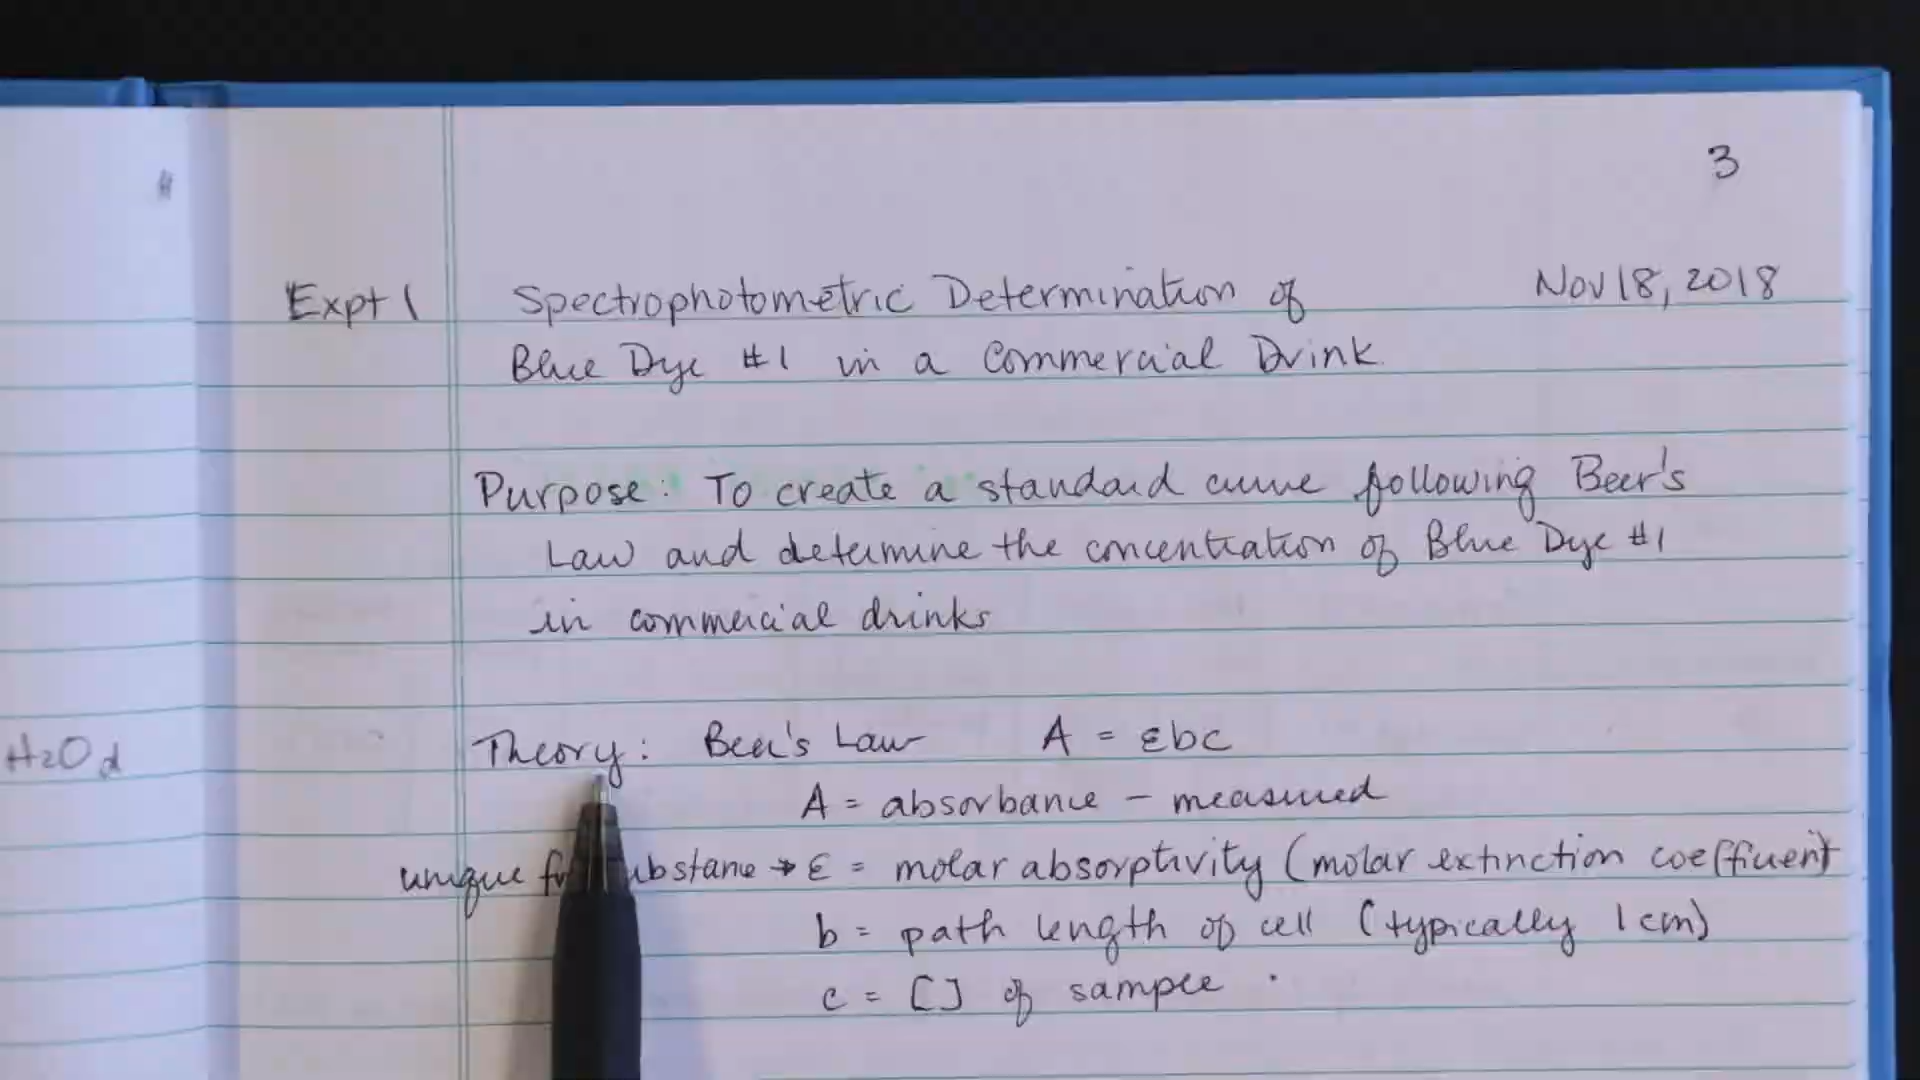 3
Expt 1 Spectrophotometric Determination of Nov 18, 2018
Blue Dye #1 in a Commercial Drink.
Purpose: To create a standard curve following Beer's
Law and determine the concentration of Blue Dye #1
in commercial drinks
H2O d
Theory: Beer's Law A = εbc
A = absorbance - measured
unique → ε = molar absorptivity (molar extinction coefficient)
b = path length of cell (typically 1 cm)
c = [] of sample